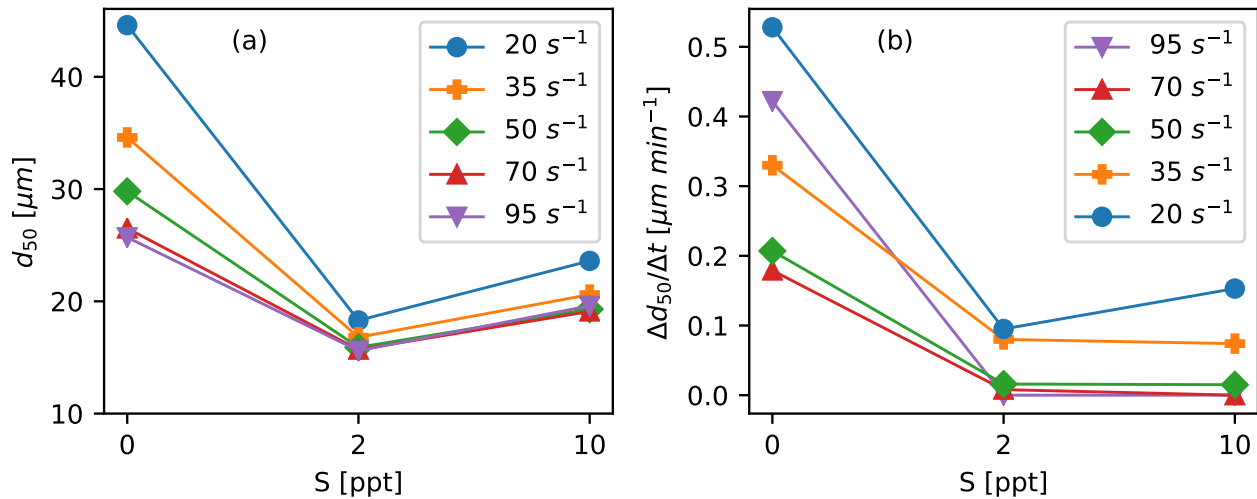 (a)
20 s⁻¹
35 s⁻¹
50 s⁻¹
70 s⁻¹
95 s⁻¹
40
30
20
10
d₅₀ [μm]
0 2 10
S [ppt]
(b)
95 s⁻¹
70 s⁻¹
50 s⁻¹
35 s⁻¹
20 s⁻¹
0.5
0.4
0.3
0.2
0.1
0.0
Δd₅₀/Δt [μm min⁻¹]
0 2 10
S [ppt]